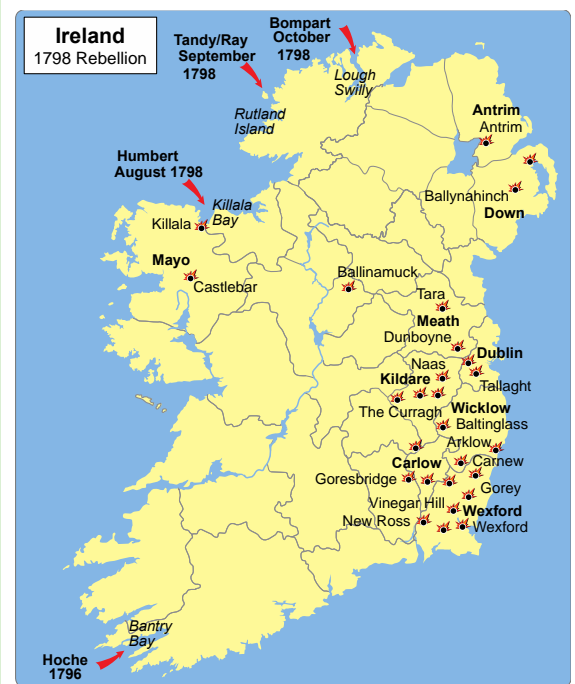 Ireland
1798 Rebellion
Bompart
October
1798
Tandy/Ray
September
1798
Lough
Swilly
Rutland
Island
Antrim
Antrim
Humbert
August 1798
Ballynahinch
Down
Killala
Bay
Killala
Mayo
Castlebar
Ballinamuck
Tara
Meath
Dunboyne
Dublin
Naas
Kildare
Tallaght
The Curragh
Wicklow
Baltinglass
Arklow
Carlow
Carnew
Goresbridge
Gorey
Vinegar Hill
Wexford
New Ross
Wexford
Bantry
Bay
Hoche
1796